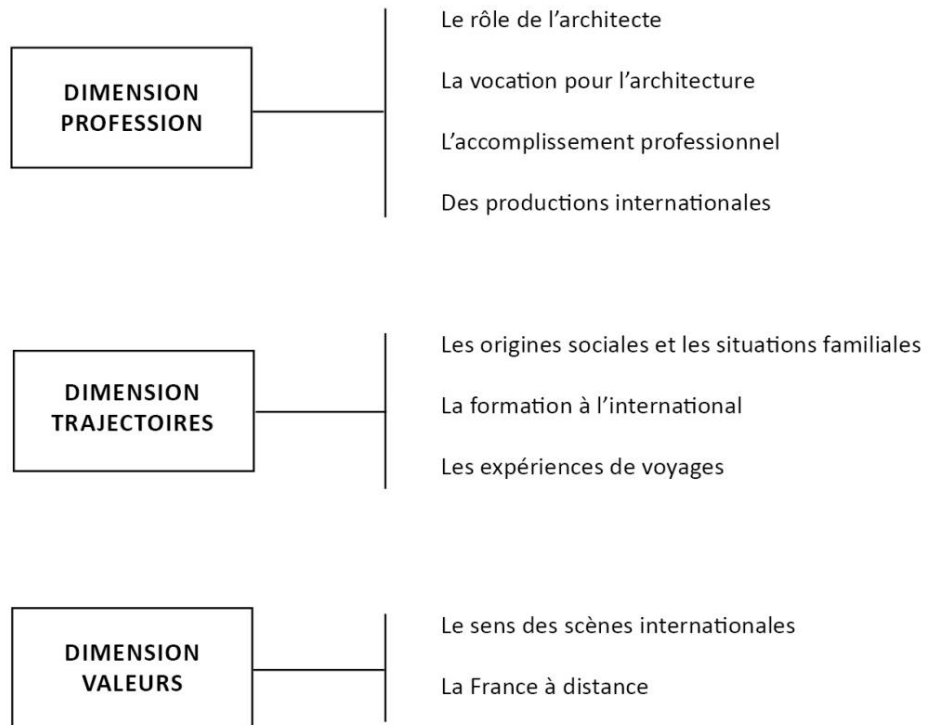 DIMENSION
PROFESSION
Le rôle de l’architecte
La vocation pour l’architecture
L’accomplissement professionnel
Des productions internationales
DIMENSION
TRAJECTOIRES
Les origines sociales et les situations familiales
La formation à l’international
Les expériences de voyages
DIMENSION
VALEURS
Le sens des scènes internationales
La France à distance